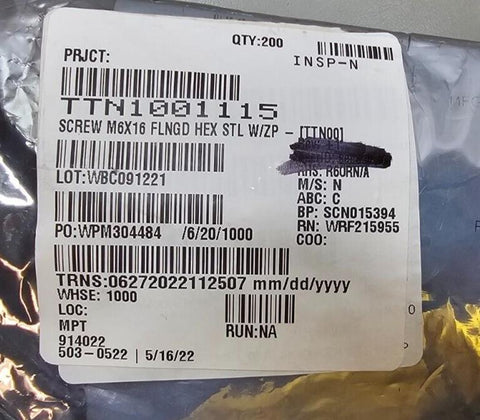 QTY:200
PRJCT:
INSP-N
TTN1001115
SCREW M6X16 FLNGD HEX STL W/ZP - [TTN00]
RHS: R6ORN/A
LOT:WBC091221
M/S: N
ABC: C
BP: SCN015394
PO:WPM304484 /6/20/1000
RN: WRF215955
COO:
TRNS:06272022112507 mm/dd/yyyy
WHSE: 1000
LOC:
MPT
RUN:NA
914022
503-0522 | 5/16/22